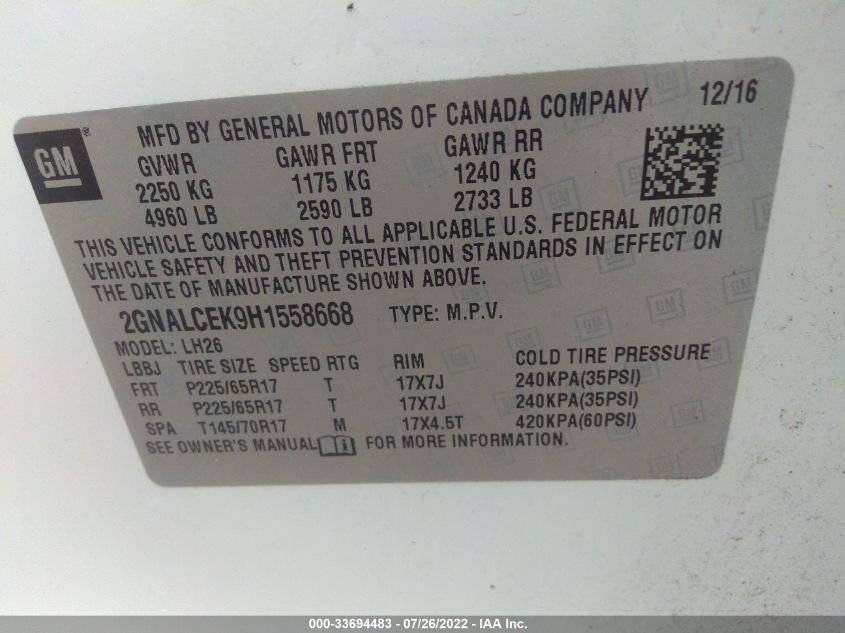 MFD BY GENERAL MOTORS OF CANADA COMPANY 12/16
GM®
GVWR GAWR FRT GAWR RR
2250 KG 1175 KG 1240 KG
4960 LB 2590 LB 2733 LB
THIS VEHICLE CONFORMS TO ALL APPLICABLE U.S. FEDERAL MOTOR
VEHICLE SAFETY AND THEFT PREVENTION STANDARDS IN EFFECT ON
THE DATE OF MANUFACTURE SHOWN ABOVE.
2GNALCEK9H1558668 TYPE: M.P.V.
MODEL: LH26
LBBJ TIRE SIZE SPEED RTG RIM COLD TIRE PRESSURE
FRT P225/65R17 T 17X7J 240KPA(35PSI)
RR P225/65R17 T 17X7J 240KPA(35PSI)
SPA T145/70R17 M 17X4.5T 420KPA(60PSI)
SEE OWNER'S MANUAL FOR MORE INFORMATION.
000-33694483 - 07/26/2022 - IAA Inc.